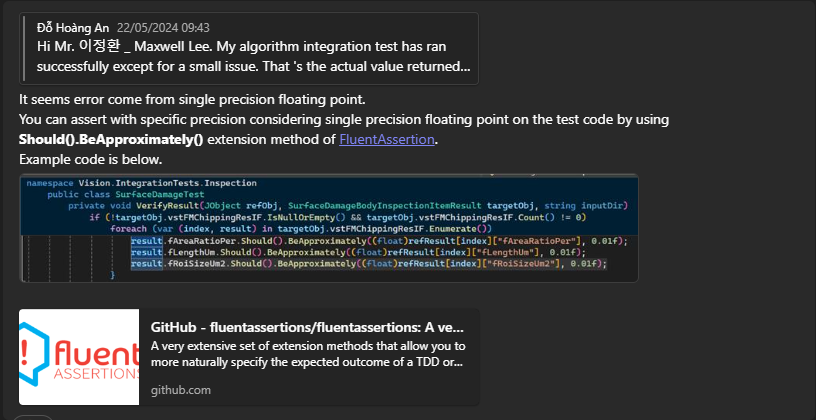 Đỗ Hoàng An 22/05/2024 09:43
Hi Mr. 이정환 _ Maxwell Lee. My algorithm integration test has ran
successfully except for a small issue. That 's the actual value returned...
It seems error come from single precision floating point.
You can assert with specific precision considering single precision floating point on the test code by using
Should().BeApproximately() extension method of FluentAssertion.
Example code is below.
namespace Vision.IntegrationTests.Inspection
public class SurfaceDamageTest
private void VerifyResult(JObject refObj, SurfaceDamageBodyInspectionItemResult targetObj, string inputDir)
if (!targetObj.vstFMChippingResIF.IsNullOrEmpty() && targetObj.vstFMChippingResIF.Count() != 0)
foreach (var (index, result) in targetObj.vstFMChippingResIF.Enumerate())
result.fAreaRatioPer.Should().BeApproximately((float)refResult[index]["fAreaRatioPer"], 0.01f);
result.fLengthUm.Should().BeApproximately((float)refResult[index]["fLengthUm"], 0.01f);
result.fRoiSizeUm2.Should().BeApproximately((float)refResult[index]["fRoiSizeUm2"], 0.01f);
}
!? fluent
ASSERTIONS
GitHub - fluentassertions/fluentassertions: A ve...
A very extensive set of extension methods that allow you to
more naturally specify the expected outcome of a TDD or...
github.com